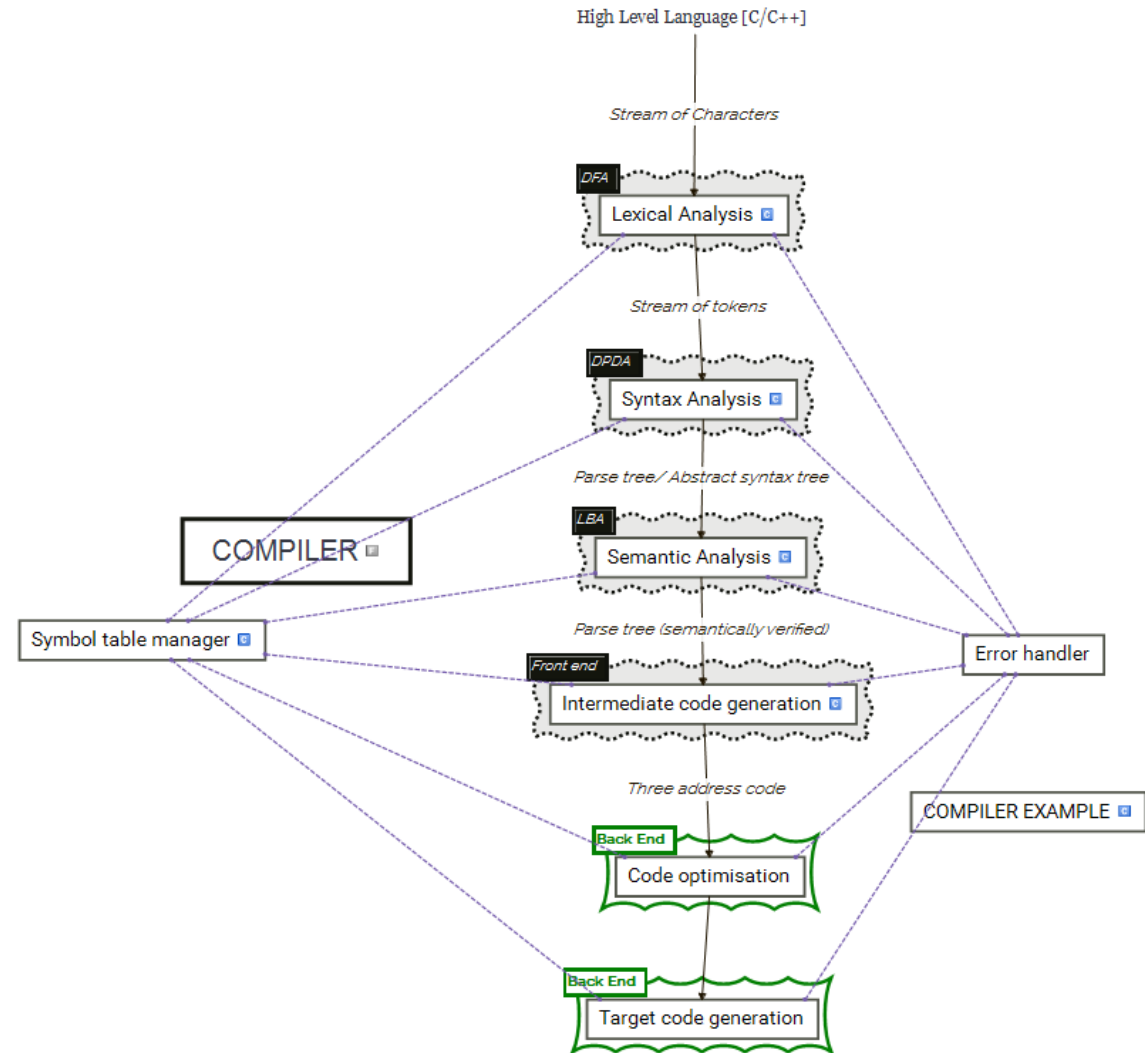 High Level Language [C/C++]
Stream of Characters
DFA
Lexical Analysis C
Stream of tokens
DPDA
Syntax Analysis C
Parse tree/ Abstract syntax tree
LBA
COMPILER
Semantic Analysis C
Parse tree (semantically verified)
Symbol table manager C
Error handler
Front end
Intermediate code generation C
Three address code
COMPILER EXAMPLE C
Back End
Code optimisation
Back End
Target code generation